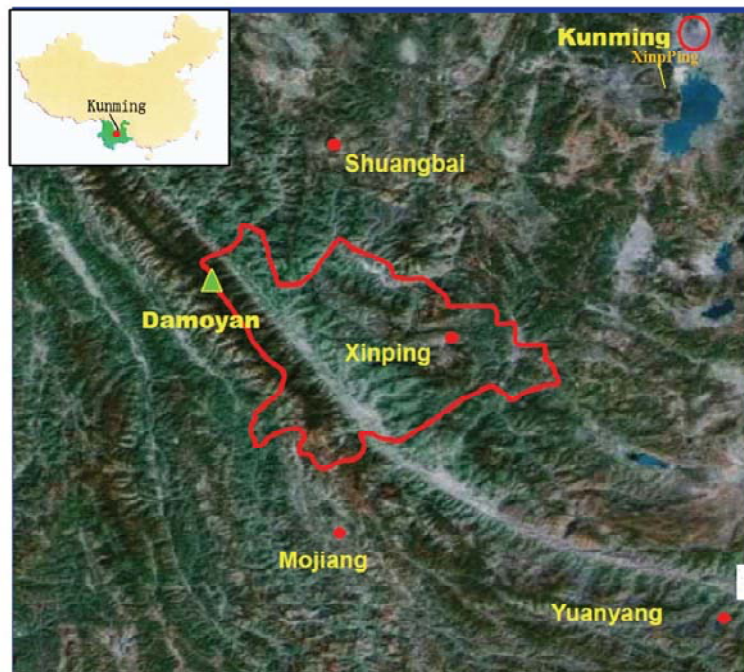 Kunming
XinpPing
Kunming
Shuangbai
Damoyan
Xinping
Mojiang
Yuanyang